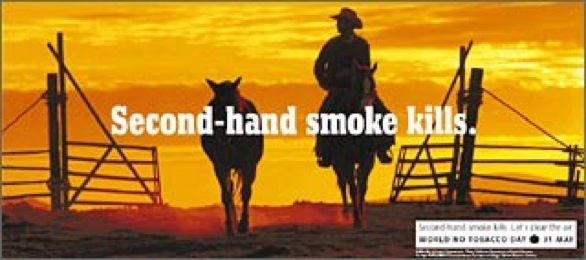 Second-hand smoke kills.
Second-hand smoke kills. Let's clear the air
WORLD NO TOBACCO DAY ● 31 MAY